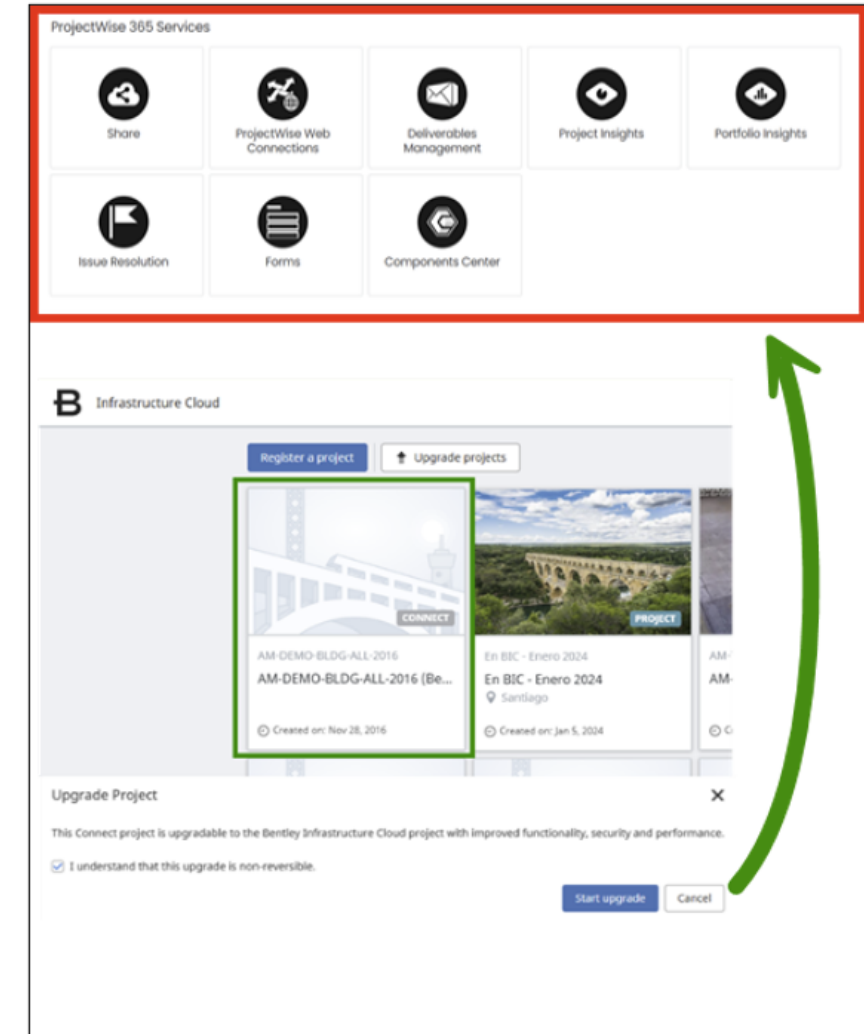 ProjectWise 365 Services
Share
ProjectWise Web
Connections
Deliverables
Management
Project Insights
Portfolio Insights
Issue Resolution
Forms
Components Center
B Infrastructure Cloud
Register a project
Upgrade projects
CONNECT
PROJECT
AM-DEMO-BLDG-ALL-2016
AM-DEMO-BLDG-ALL-2016 (Be...
Created on: Nov 28, 2016
En BIC - Enero 2024
En BIC - Enero 2024
Santiago
Created on: Jan 5, 2024
AM-
AM-
Upgrade Project
This Connect project is upgradable to the Bentley Infrastructure Cloud project with improved functionality, security and performance.
I understand that this upgrade is non-reversible.
Start upgrade
Cancel